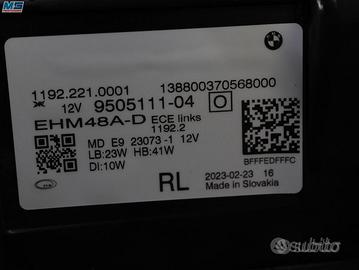 MS
1192.221.0001
138800370568000
12V 9505111-04
EHM48A-D ECE links
1192.2
MD E9 23073-1 12V
LB:23W HB:41W
DI:10W
RL
BFFFEDFFFC
2023-02-23 16
Made in Slovakia
subito